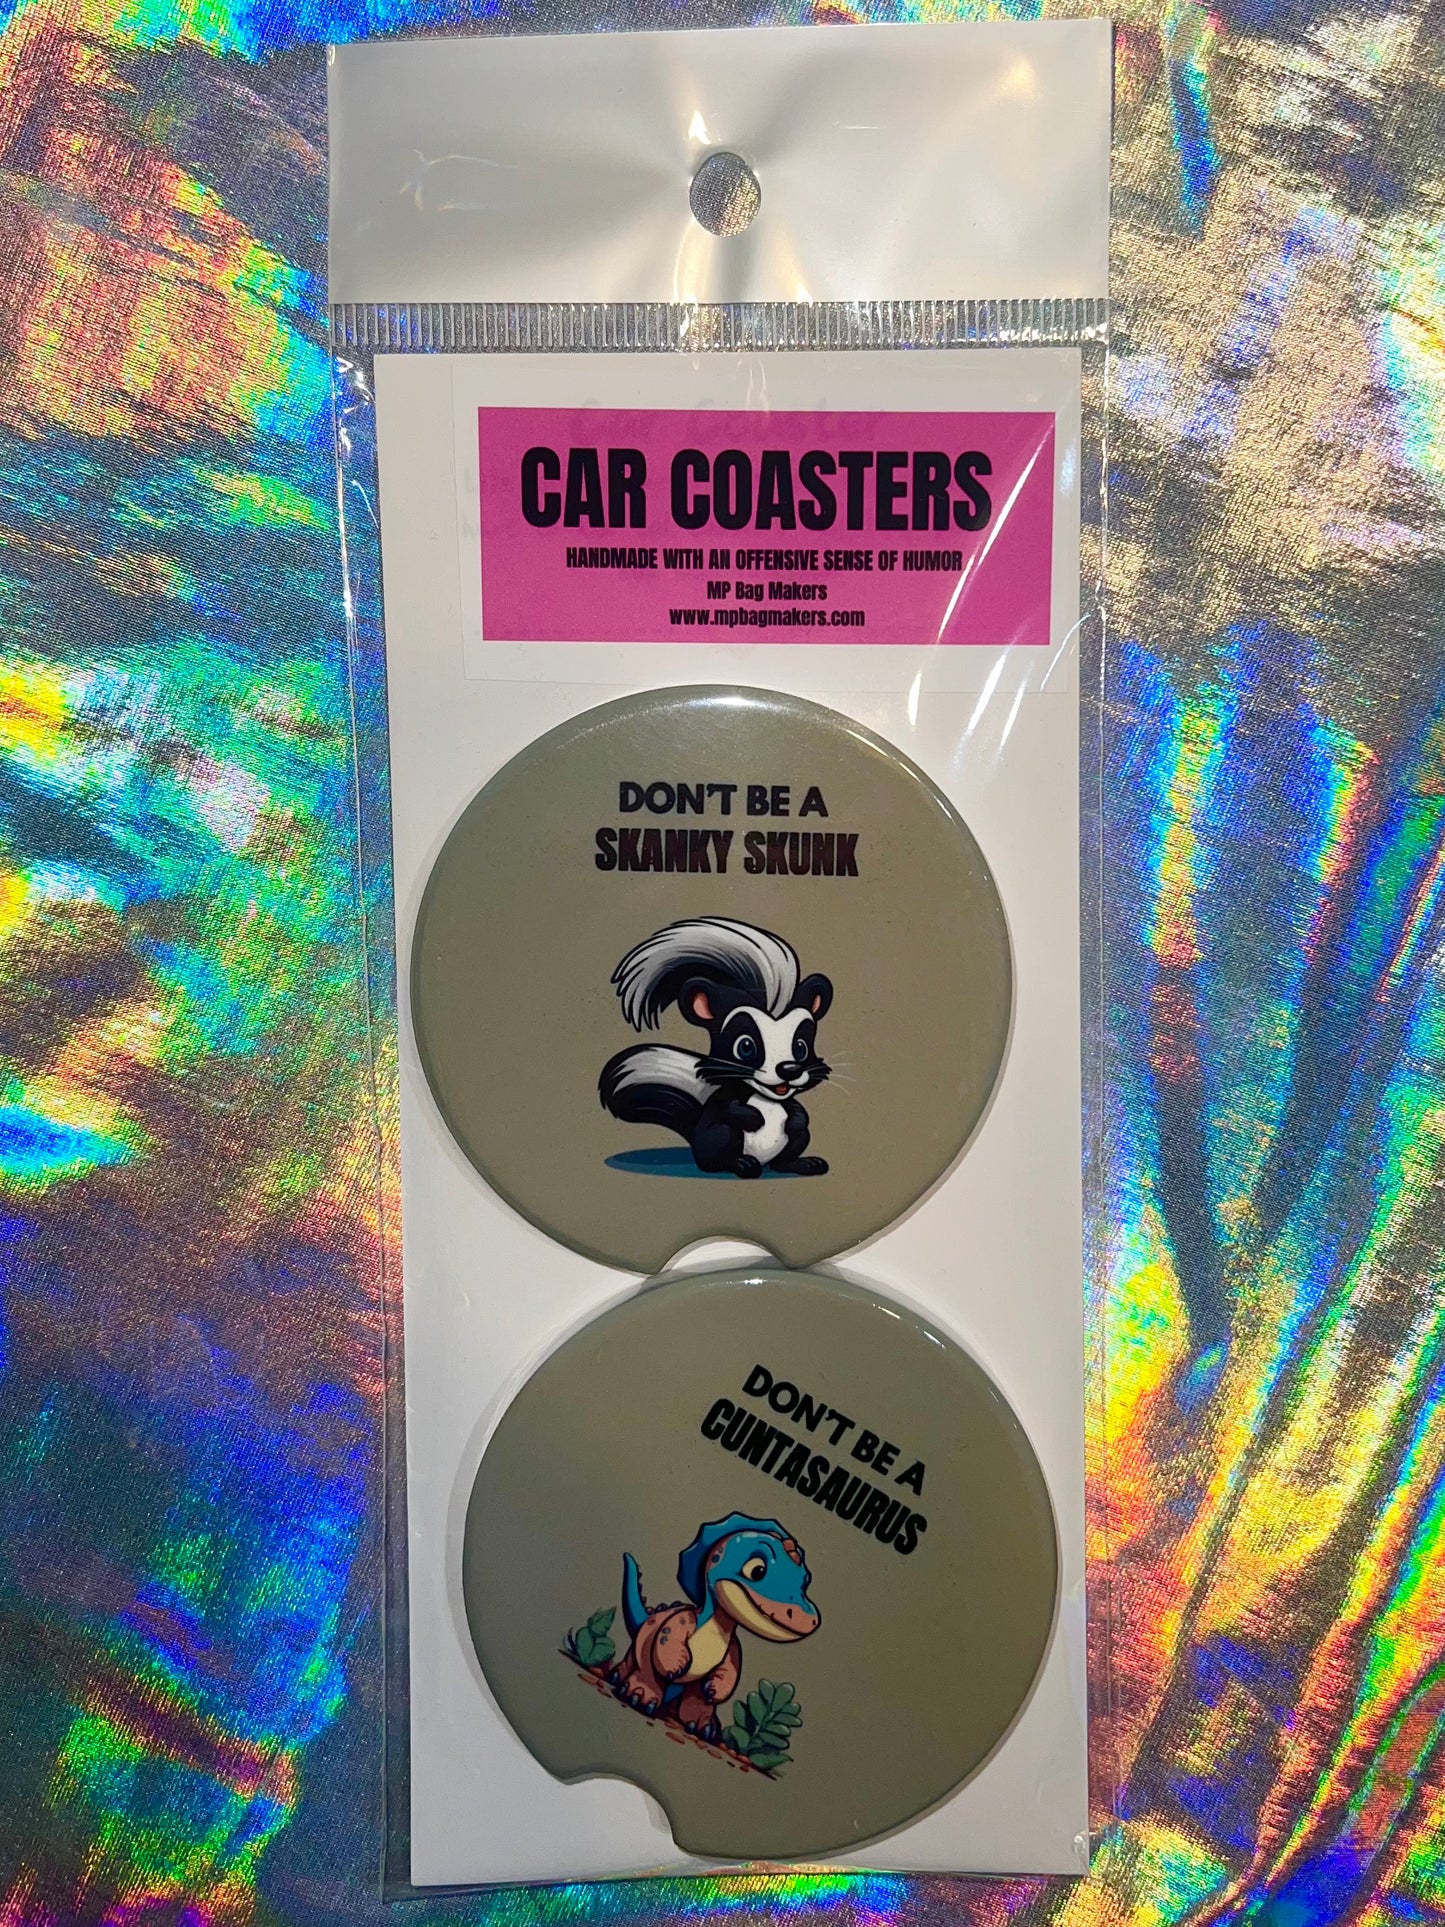 CAR COASTERS
HANDMADE WITH AN OFFENSIVE SENSE OF HUMOR
MP Bag Makers
www.mpbagmakers.com
DON'T BE A
SKANKY SKUNK
DON'T BE A
CUNTASAURUS